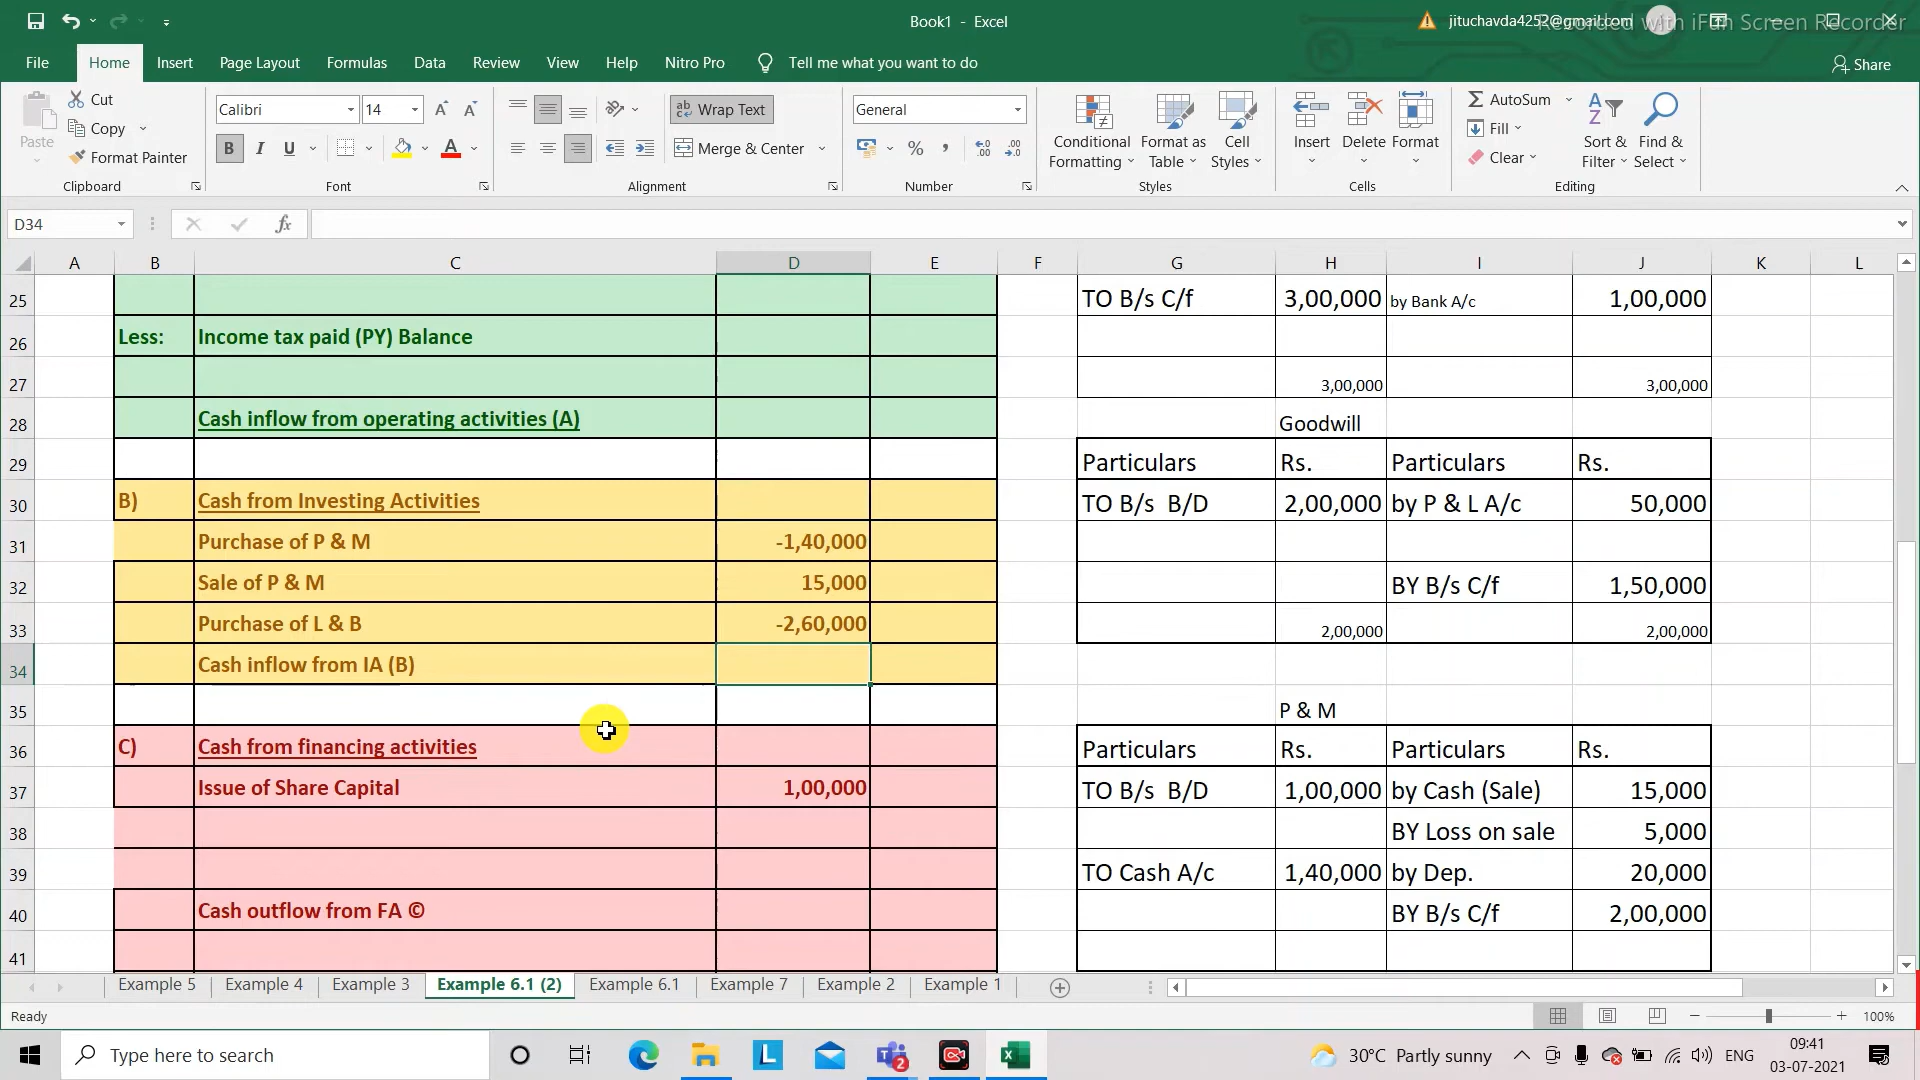 Book1 - Excel
jituchavda4252@gmail.com
Recorded with iFun Screen Recorder
File Home Insert Page Layout Formulas Data Review View Help Nitro Pro Tell me what you want to do
Share
Paste
Cut
Copy
Format Painter
Clipboard
Calibri 14
B I U
Font
Wrap Text
Merge & Center
Alignment
General
Number
Conditional Formatting
Format as Table
Cell Styles
Styles
Insert Delete Format
Cells
AutoSum
Fill
Clear
Sort & Filter
Find & Select
Editing
D34 fx
A B C D E F G H I J K L
25 TO B/s C/f 3,00,000 by Bank A/c 1,00,000
26 Less: Income tax paid (PY) Balance
27 3,00,000 3,00,000
28 Cash inflow from operating activities (A) Goodwill
29 Particulars Rs. Particulars Rs.
30 B) Cash from Investing Activities TO B/s B/D 2,00,000 by P & L A/c 50,000
31 Purchase of P & M -1,40,000
32 Sale of P & M 15,000 BY B/s C/f 1,50,000
33 Purchase of L & B -2,60,000 2,00,000 2,00,000
34 Cash inflow from IA (B)
35 P & M
36 C) Cash from financing activities Particulars Rs. Particulars Rs.
37 Issue of Share Capital 1,00,000 TO B/s B/D 1,00,000 by Cash (Sale) 15,000
38 BY Loss on sale 5,000
39 TO Cash A/c 1,40,000 by Dep. 20,000
40 Cash outflow from FA © BY B/s C/f 2,00,000
41
Example 5 Example 4 Example 3 Example 6.1 (2) Example 6.1 Example 7 Example 2 Example 1
Ready
100%
Type here to search
2
30°C Partly sunny
ENG
09:41
03-07-2021